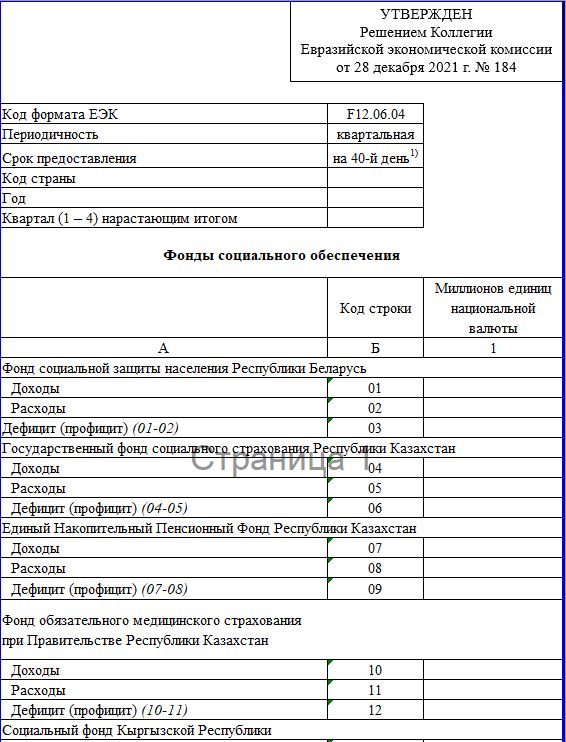 УТВЕРЖДЕН
Решением Коллегии
Евразийской экономической комиссии
от 28 декабря 2021 г. № 184
Код формата ЕЭК F12.06.04
Периодичность квартальная
Срок предоставления на 40-й день1)
Код страны
Год
Квартал (1 – 4) нарастающим итогом
Фонды социального обеспечения
Код строки
Миллионов единиц
национальной
валюты
А Б 1
Фонд социальной защиты населения Республики Беларусь
Доходы 01
Расходы 02
Дефицит (профицит) (01-02) 03
Государственный фонд социального страхования Республики Казахстан
Страница 1
Доходы 04
Расходы 05
Дефицит (профицит) (04-05) 06
Единый Накопительный Пенсионный Фонд Республики Казахстан
Доходы 07
Расходы 08
Дефицит (профицит) (07-08) 09
Фонд обязательного медицинского страхования
при Правительстве Республики Казахстан
Доходы 10
Расходы 11
Дефицит (профицит) (10-11) 12
Социальный фонд Кыргызской Республики